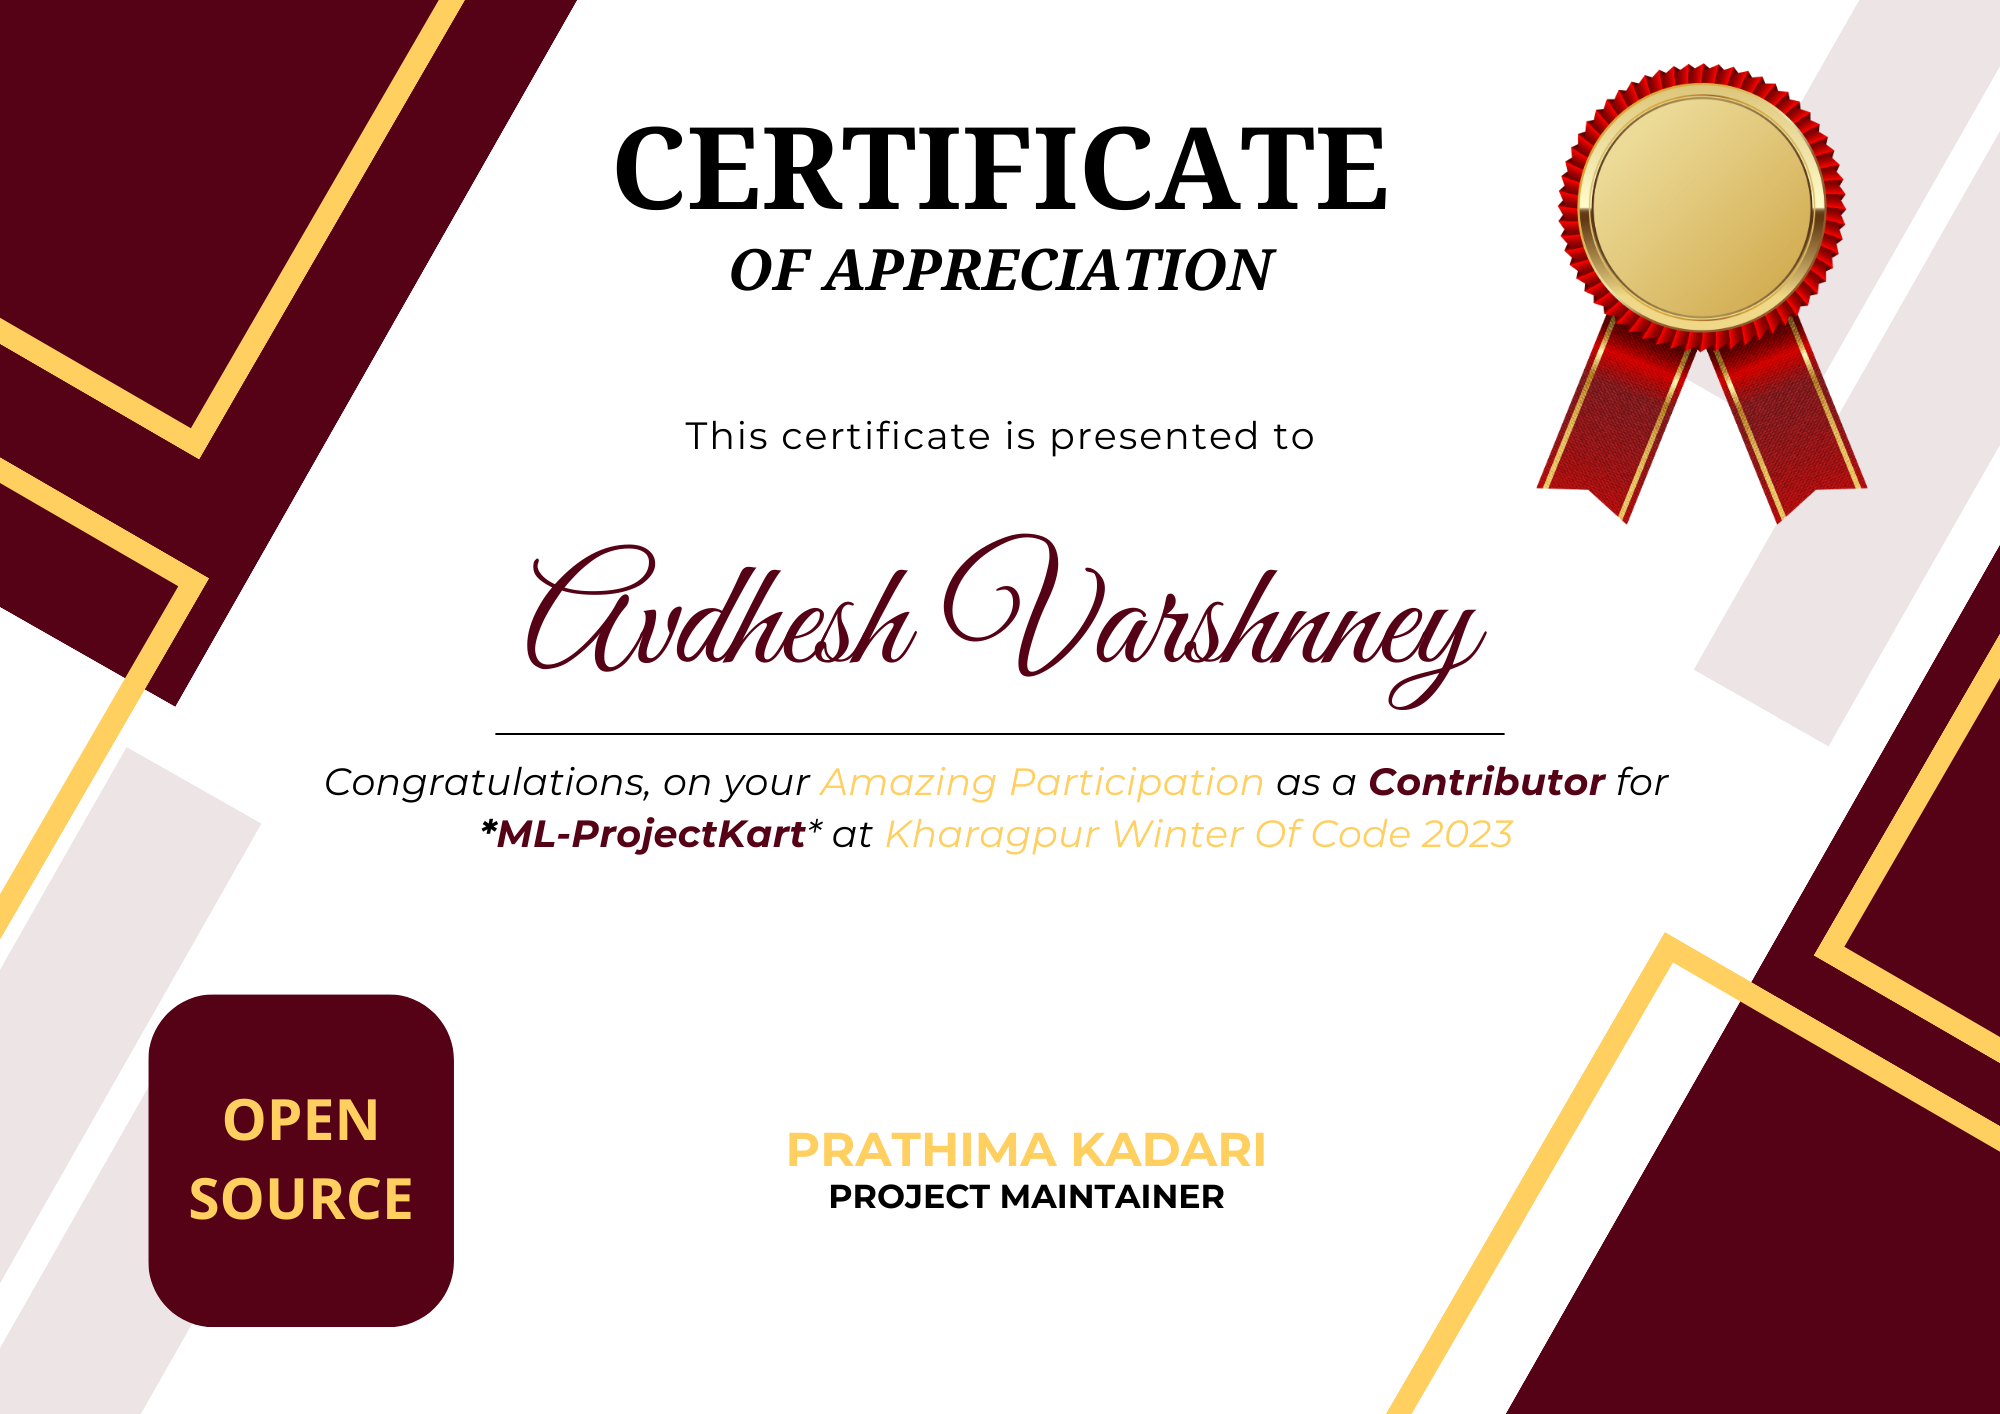 CERTIFICATE
OF APPRECIATION
This certificate is presented to
Avdhesh Varshnney
Congratulations, on your Amazing Participation as a Contributor for
*ML-ProjectKart* at Kharagpur Winter Of Code 2023
OPEN
SOURCE
PRATHIMA KADARI
PROJECT MAINTAINER